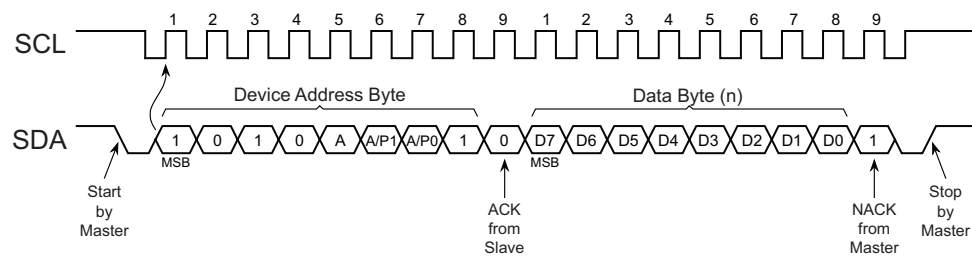 1 2 3 4 5 6 7 8 9 1 2 3 4 5 6 7 8 9
SCL
Device Address Byte Data Byte (n)
SDA 1 0 1 0 A A/P1 A/P0 1 0 D7 D6 D5 D4 D3 D2 D1 D0 1
MSB MSB
Start
by
Master
ACK
from
Slave
NACK
from
Master
Stop
by
Master